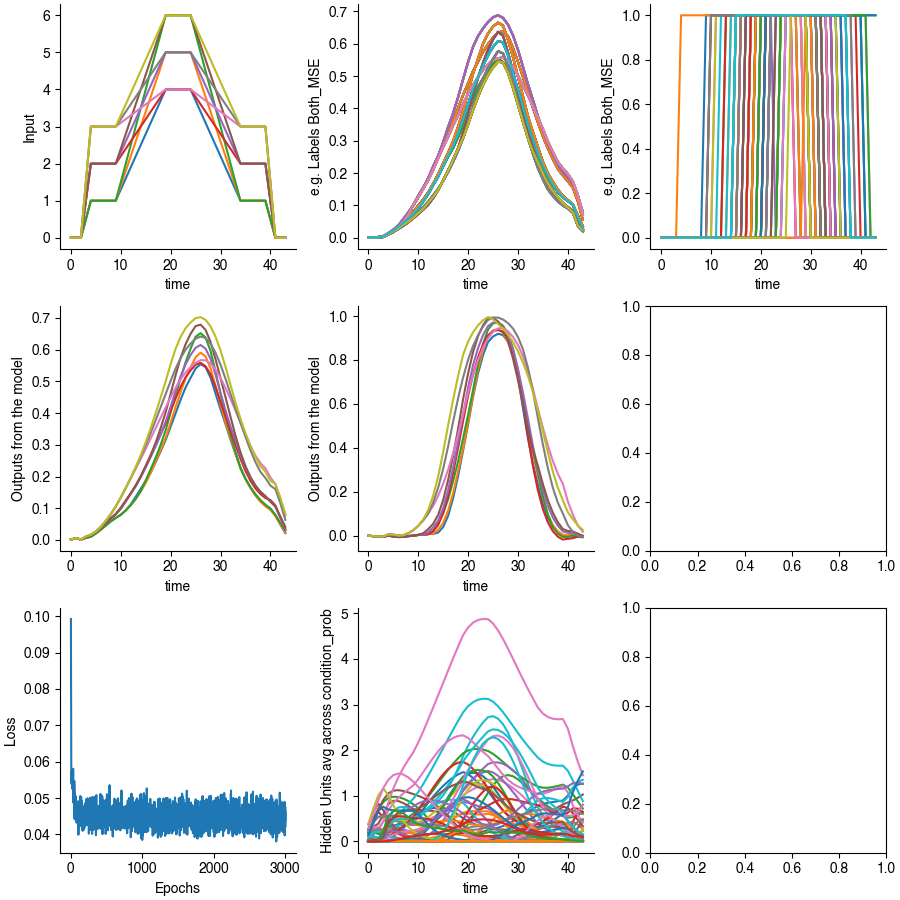 6
5
4
3
2
1
0
Input
0 10 20 30 40
time
0.7
0.6
0.5
0.4
0.3
0.2
0.1
0.0
e.g. Labels Both_MSE
0 10 20 30 40
time
1.0
0.8
0.6
0.4
0.2
0.0
e.g. Labels Both_MSE
0 10 20 30 40
time
0.7
0.6
0.5
0.4
0.3
0.2
0.1
0.0
Outputs from the model
0 10 20 30 40
time
1.0
0.8
0.6
0.4
0.2
0.0
Outputs from the model
0 10 20 30 40
time
1.0
0.8
0.6
0.4
0.2
0.0
0.0 0.2 0.4 0.6 0.8 1.0
0.10
0.09
0.08
0.07
0.06
0.05
0.04
Loss
0 1000 2000 3000
Epochs
5
4
3
2
1
0
Hidden Units avg across condition_prob
0 10 20 30 40
time
1.0
0.8
0.6
0.4
0.2
0.0
0.0 0.2 0.4 0.6 0.8 1.0